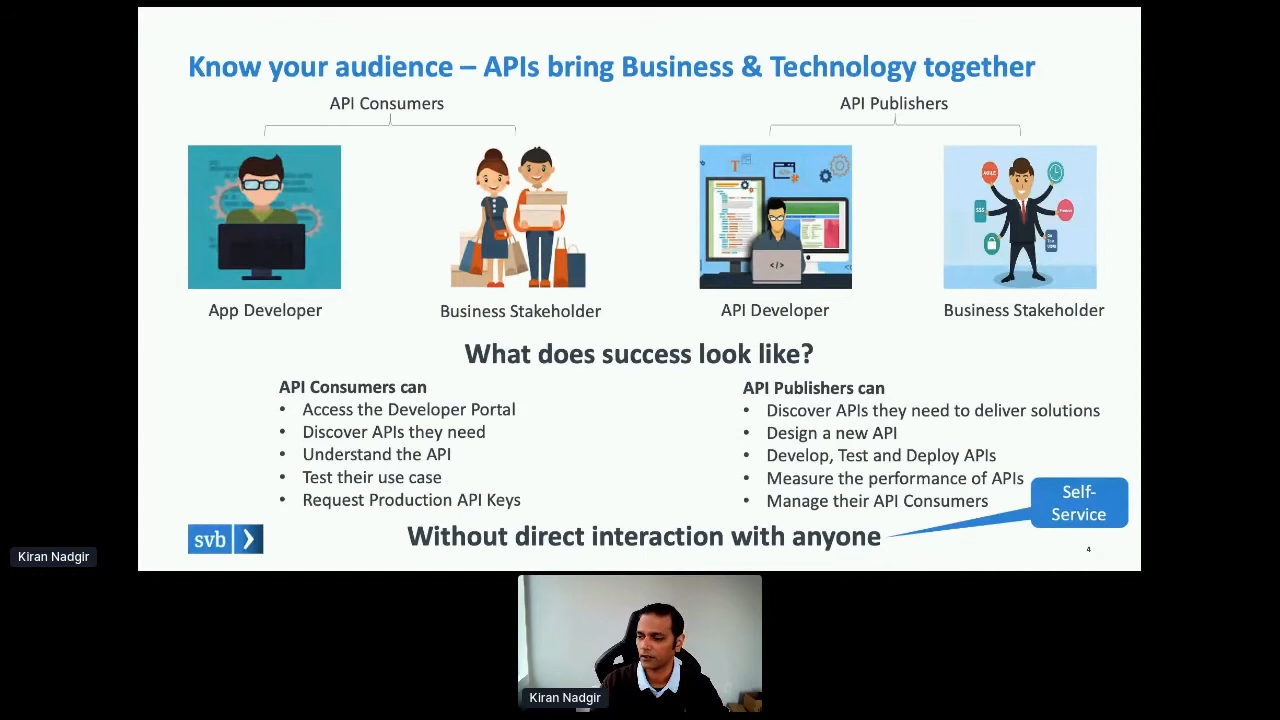 Know your audience – APIs bring Business & Technology together
API Consumers
API Publishers
App Developer
Business Stakeholder
API Developer
Business Stakeholder
What does success look like?
API Consumers can
• Access the Developer Portal
• Discover APIs they need
• Understand the API
• Test their use case
• Request Production API Keys
API Publishers can
• Discover APIs they need to deliver solutions
• Design a new API
• Develop, Test and Deploy APIs
• Measure the performance of APIs
• Manage their API Consumers
Self-
Service
Without direct interaction with anyone
svb
4
Kiran Nadgir
Kiran Nadgir